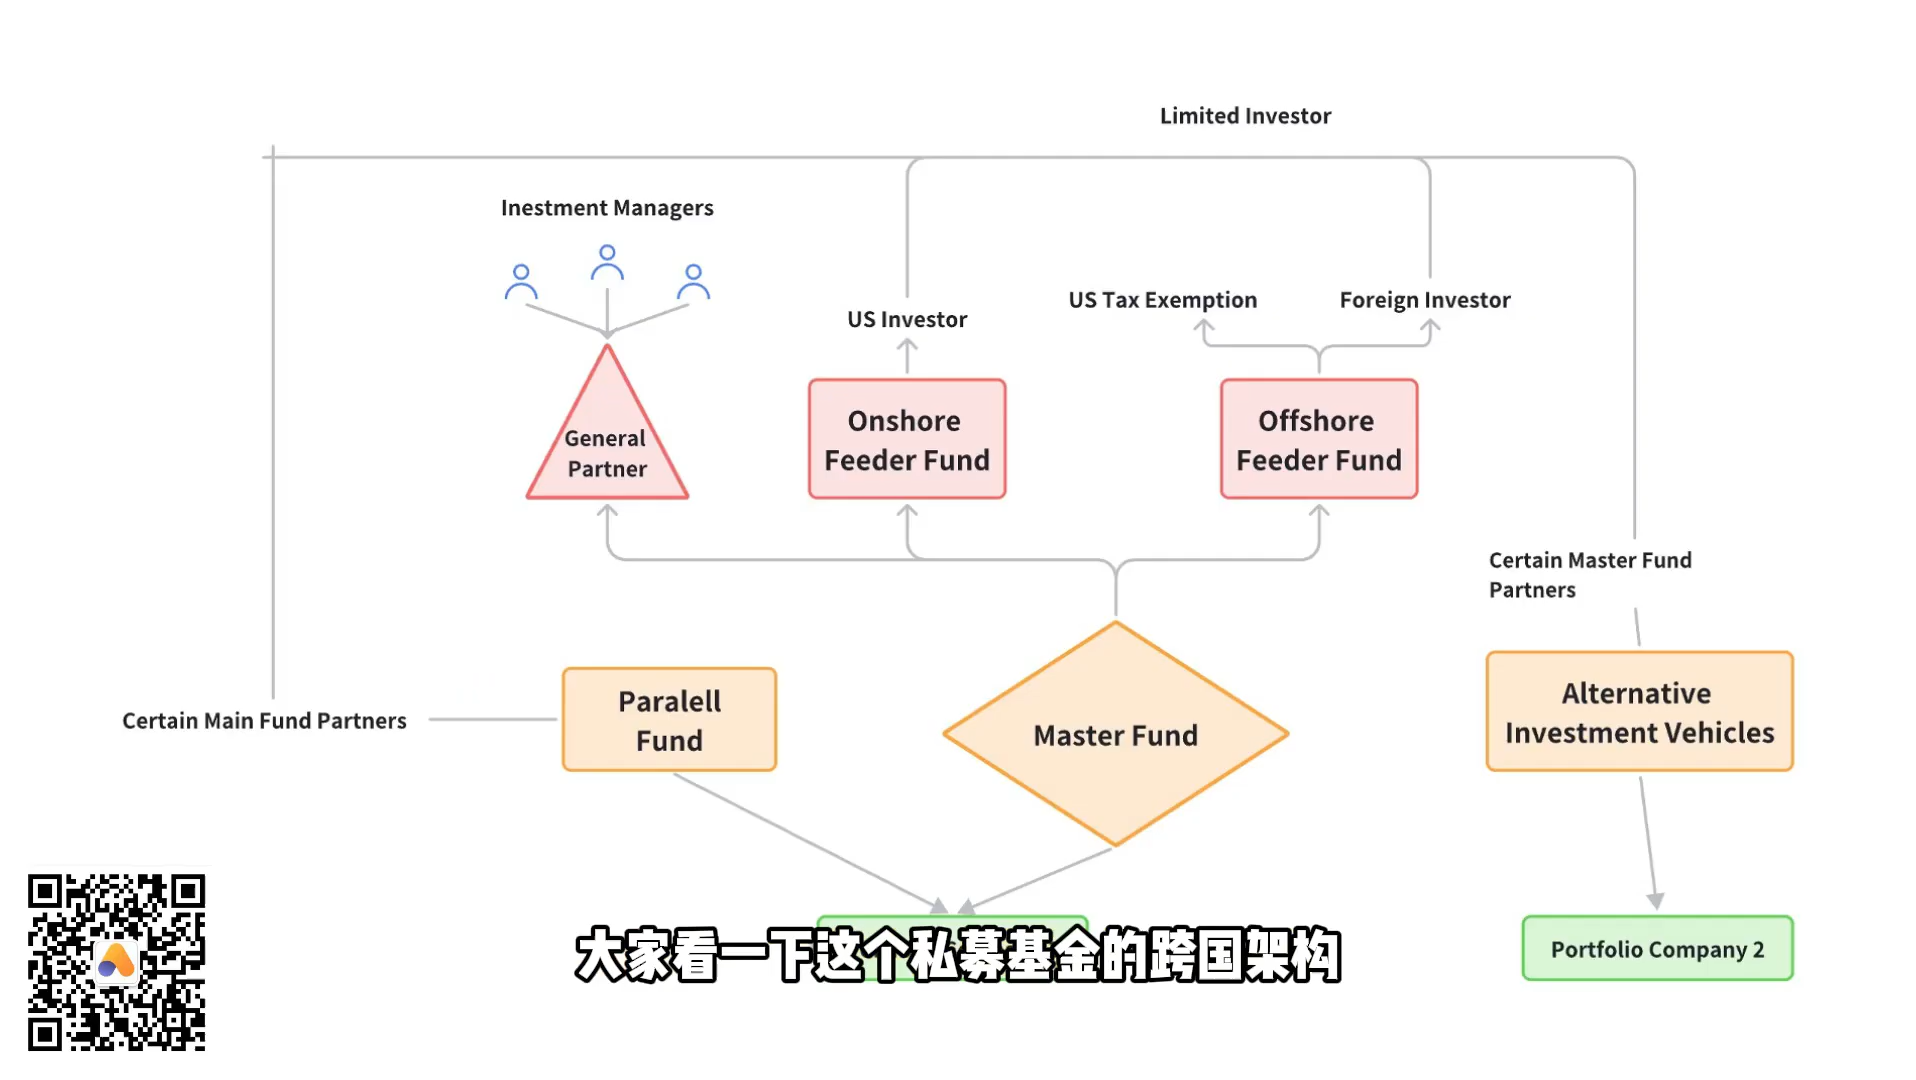 Limited Investor
Inestment Managers
US Investor
US Tax Exemption
Foreign Investor
General
Partner
Onshore
Feeder Fund
Offshore
Feeder Fund
Certain Master Fund
Partners
Certain Main Fund Partners
Paralell
Fund
Master Fund
Alternative
Investment Vehicles
大家看一下这个私募基金的跨国架构
Portfolio Company 2